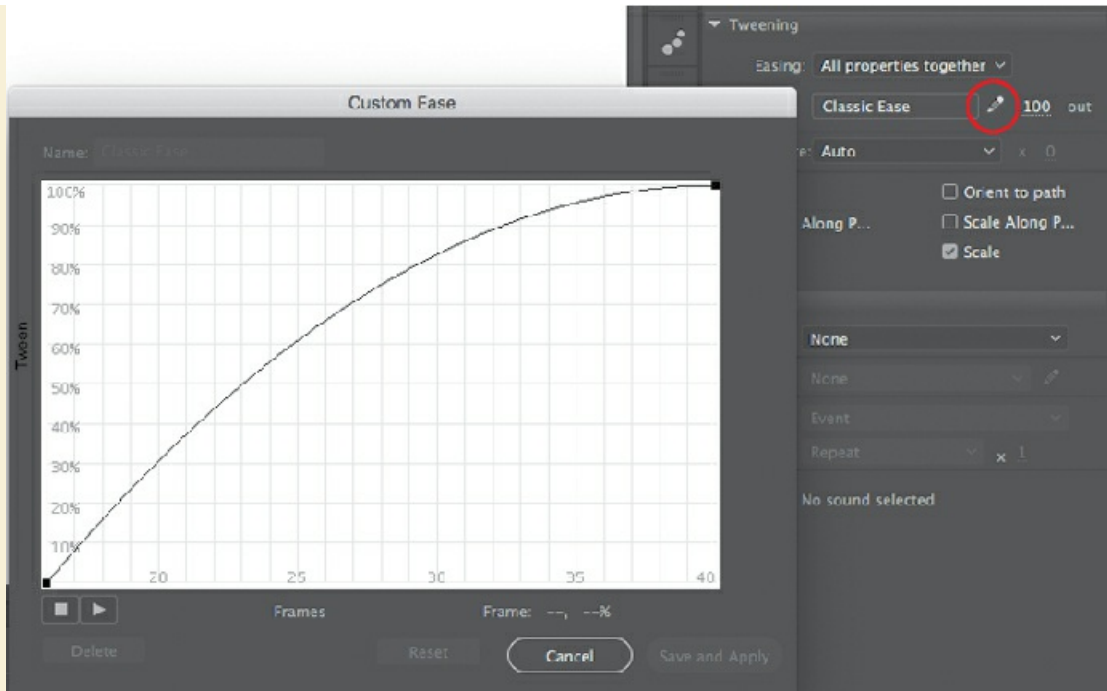 Tweening
Easing: All properties together
Classic Ease 100 out
Auto x 0
Orient to path
Along P... Scale Along P...
Scale
None
None
Event
Repeat x 1
No sound selected
Custom Ease
Name: Classic Ease
100%
90%
80%
70%
60%
50%
40%
30%
20%
10%
Tween
20 25 30 35 40
Frames Frame: --, --%
Delete Reset Cancel Save and Apply